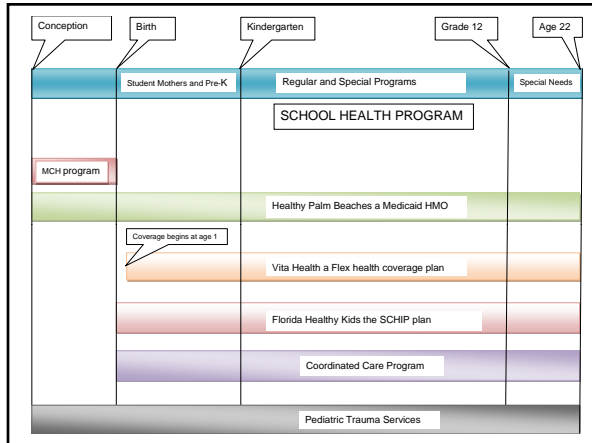 Conception
Birth
Kindergarten
Grade 12
Age 22
Student Mothers and Pre-K
Regular and Special Programs
Special Needs
SCHOOL HEALTH PROGRAM
MCH program
Healthy Palm Beaches a Medicaid HMO
Coverage begins at age 1
Vita Health a Flex health coverage plan
Florida Healthy Kids the SCHIP plan
Coordinated Care Program
Pediatric Trauma Services